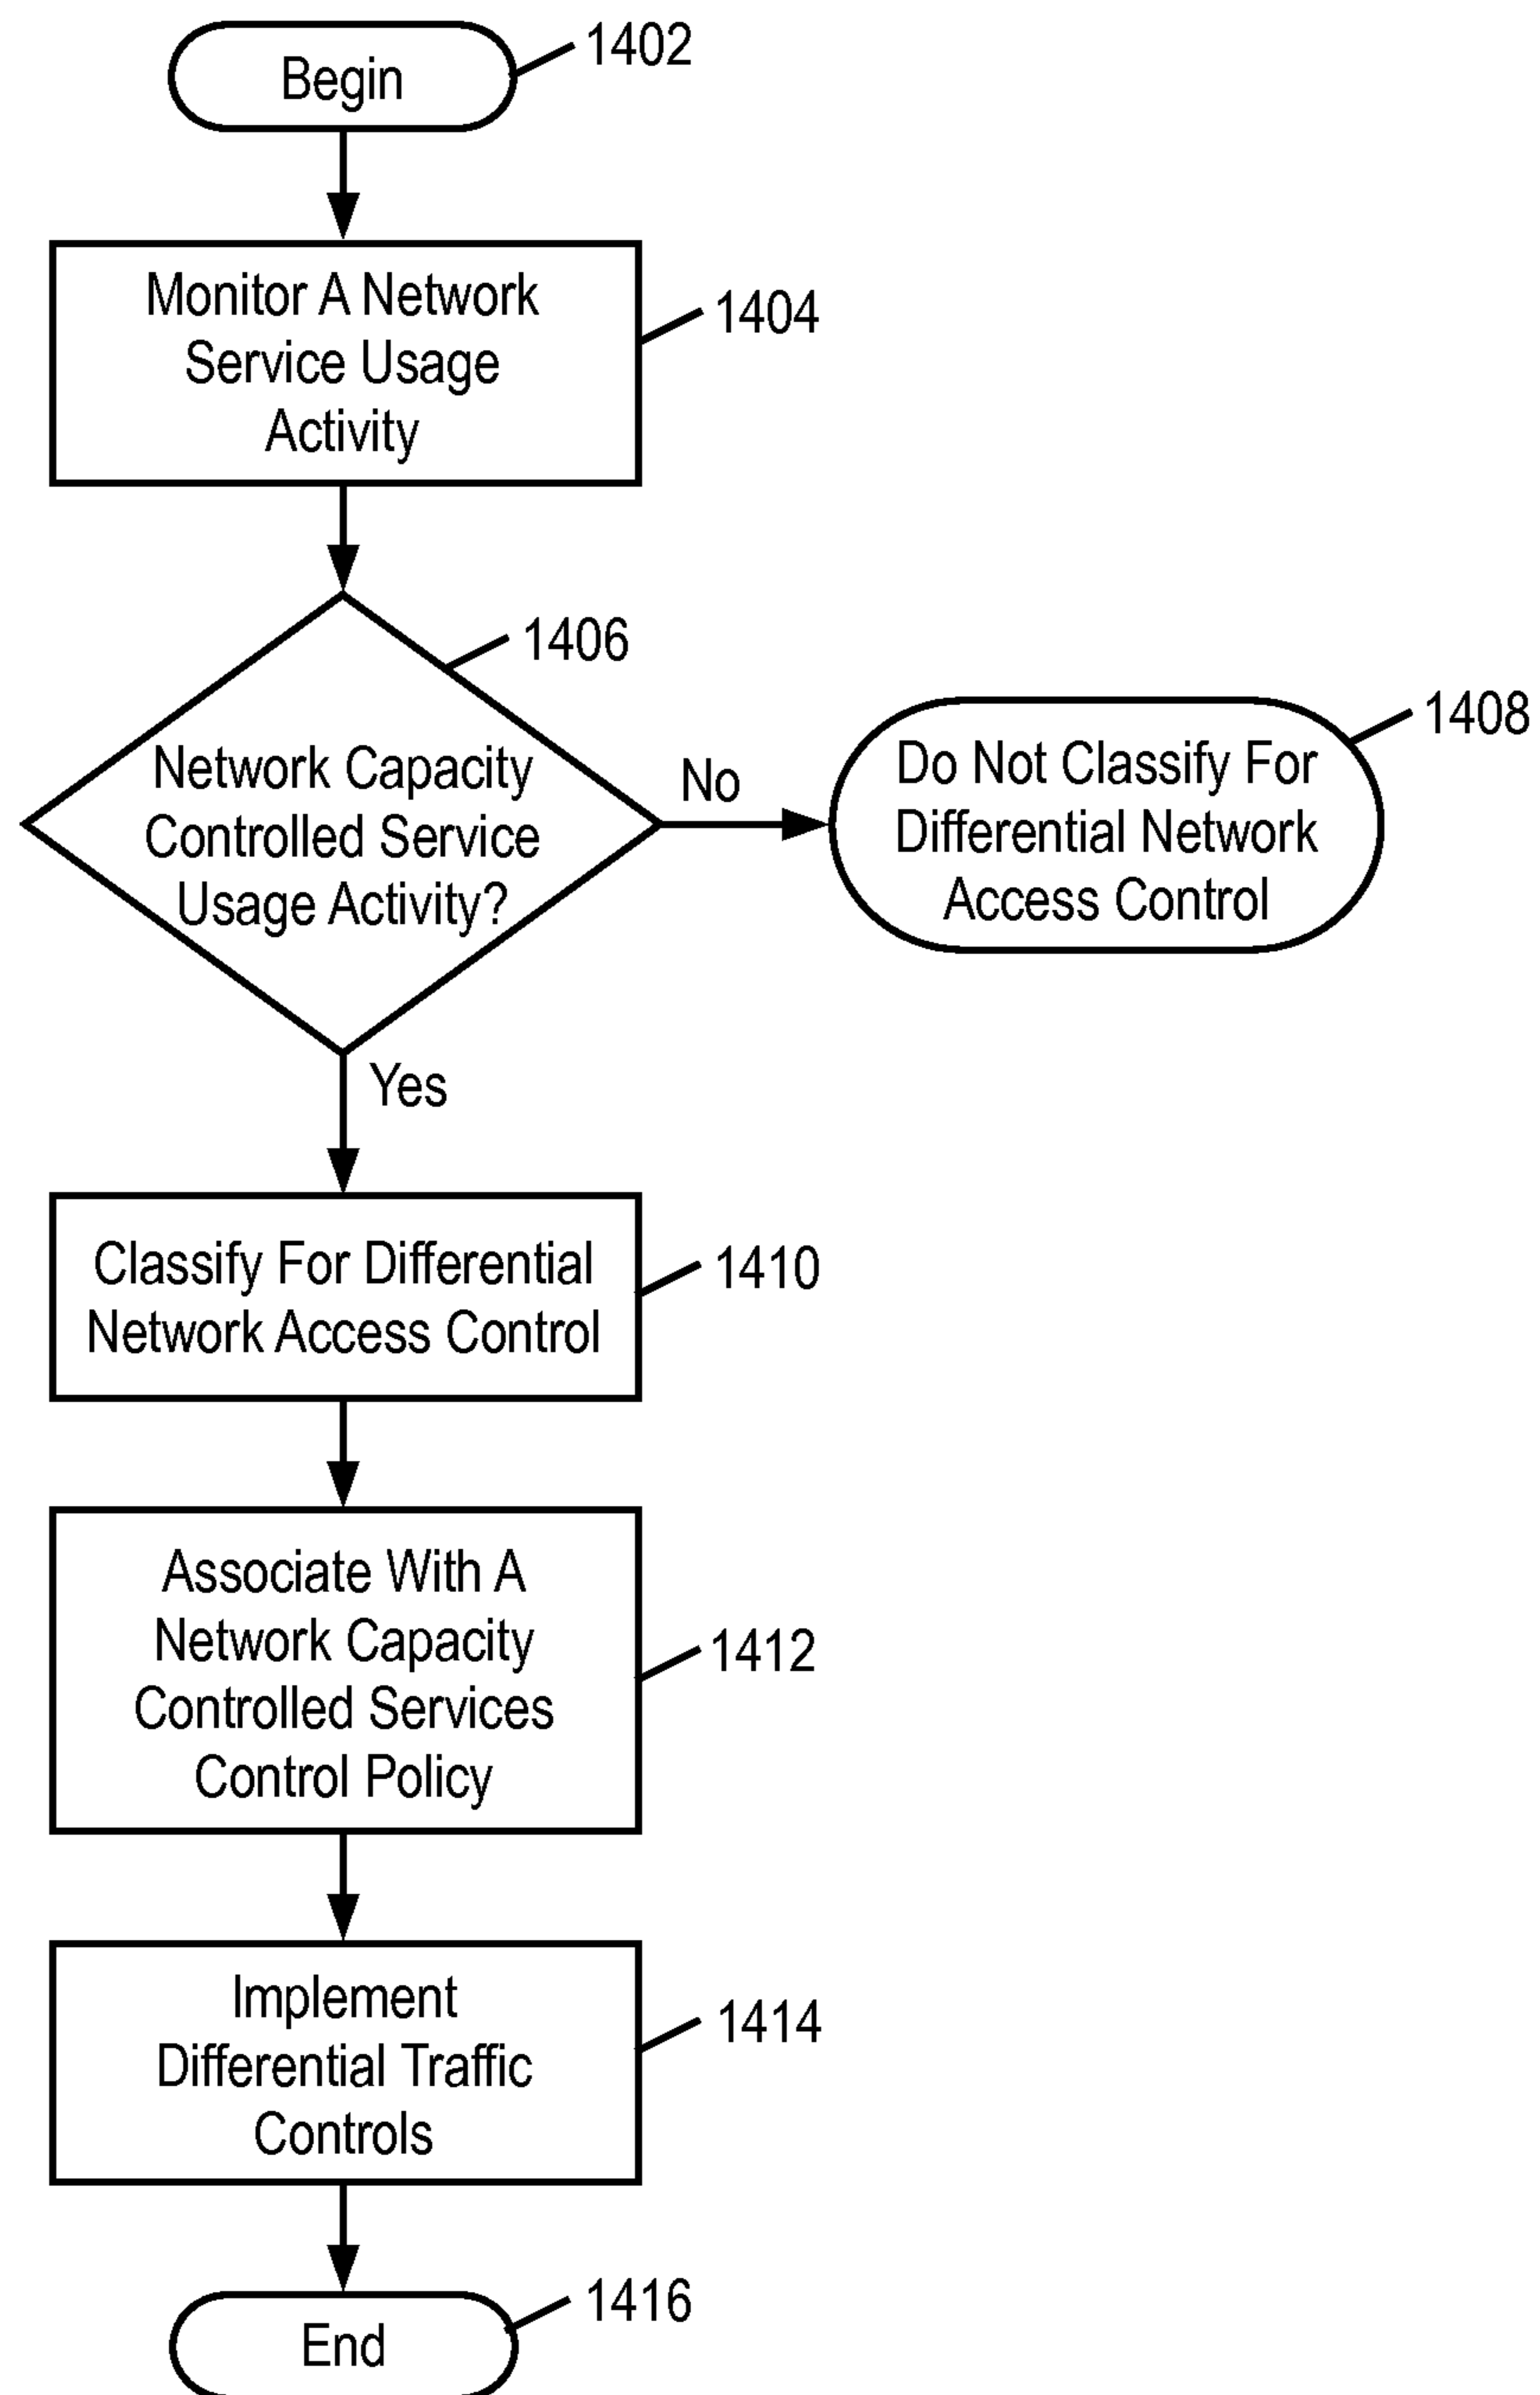 Begin
1402
Monitor A Network
Service Usage
Activity
1404
1406
Network Capacity
Controlled Service
Usage Activity?
No
1408
Do Not Classify For
Differential Network
Access Control
Yes
Classify For Differential
Network Access Control
1410
Associate With A
Network Capacity
Controlled Services
Control Policy
1412
Implement
Differential Traffic
Controls
1414
1416
End